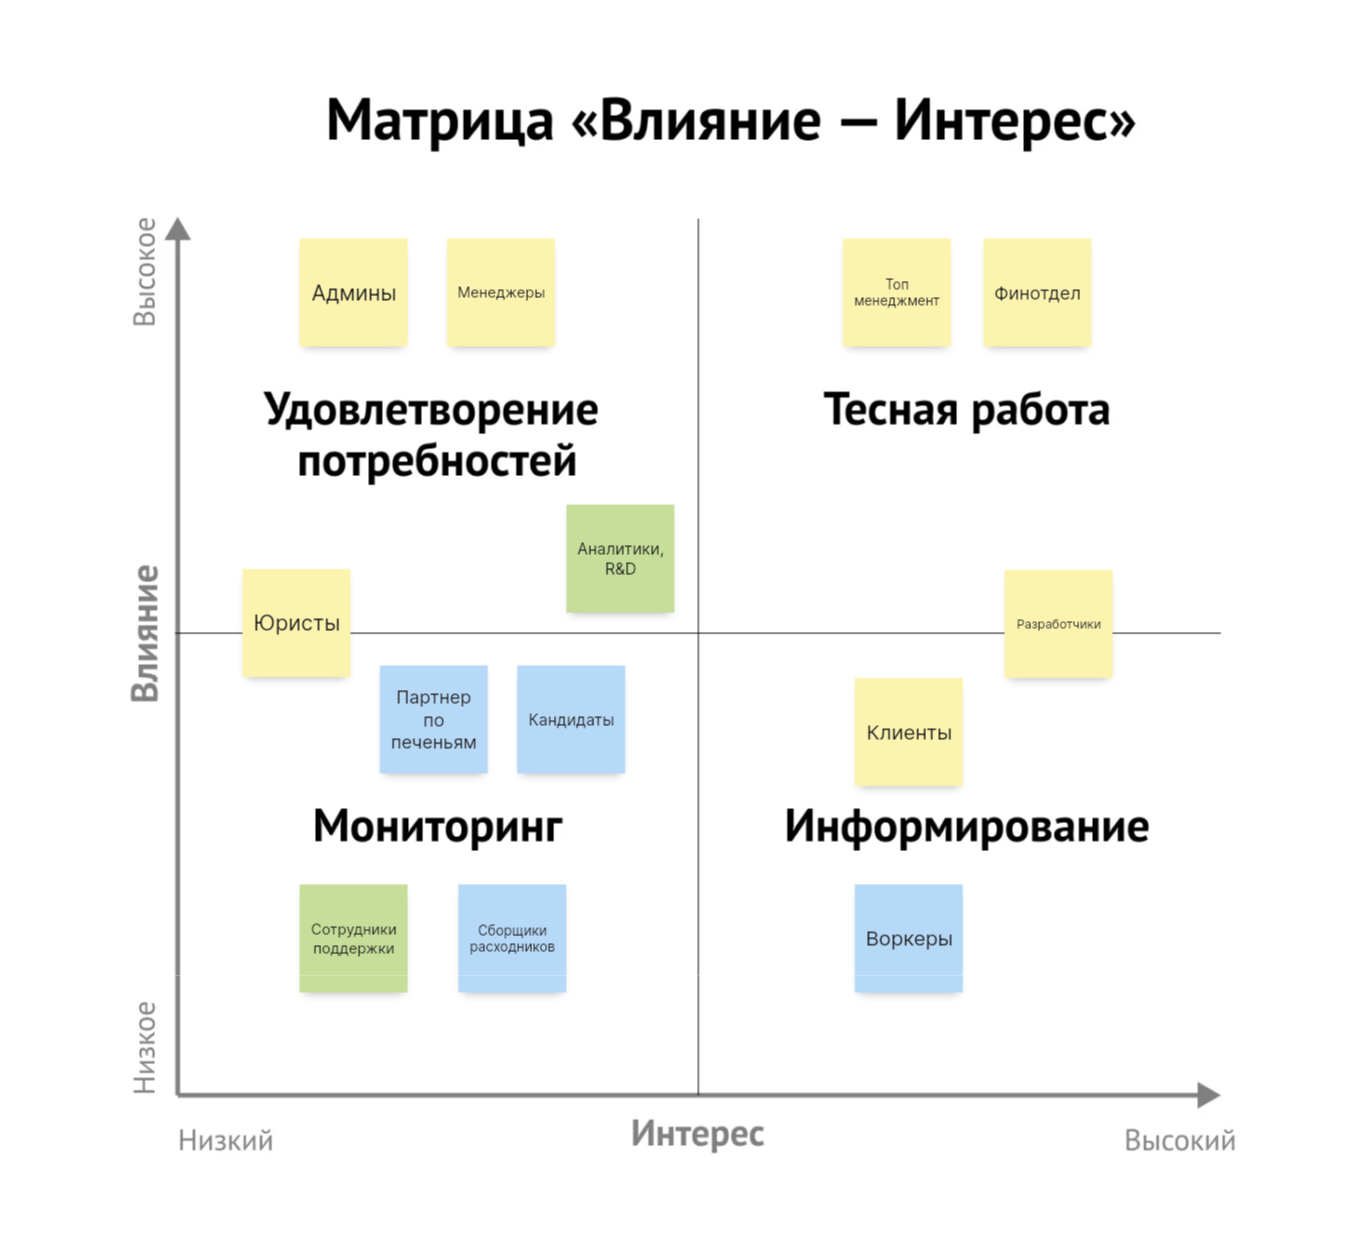 Матрица «Влияние — Интерес»
Высокое
Админы
Менеджеры
Топ
менеджмент
Финотдел
Удовлетворение
потребностей
Тесная работа
Аналитики,
R&D
Влияние
Юристы
Разработчики
Партнер
по
печеньям
Кандидаты
Клиенты
Мониторинг
Информирование
Сотрудники
поддержки
Сборщики
расходников
Воркеры
Низкое
Низкий
Интерес
Высокий